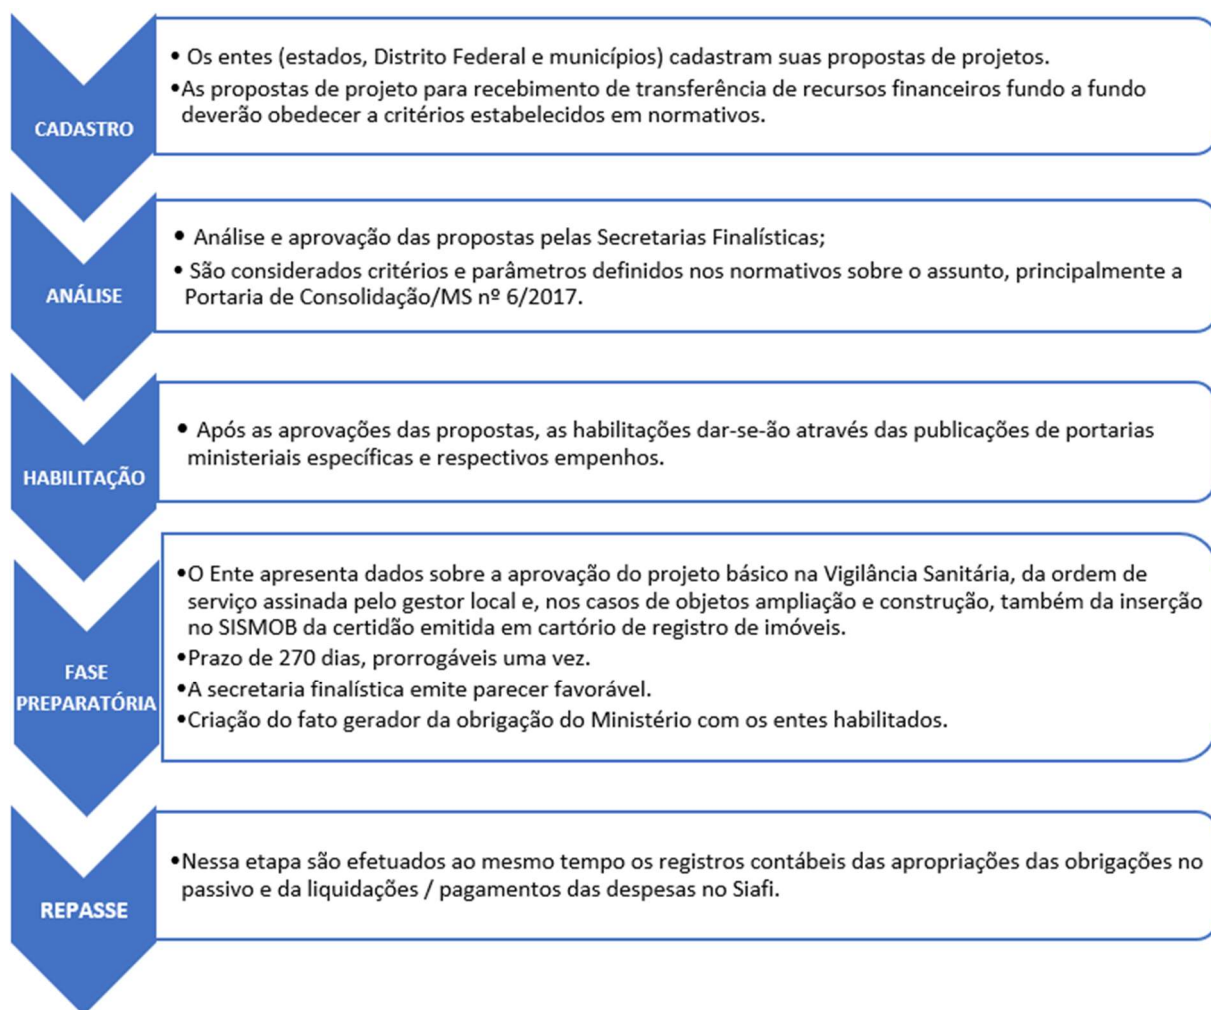 CADASTRO
• Os entes (estados, Distrito Federal e municípios) cadastram suas propostas de projetos.
•As propostas de projeto para recebimento de transferência de recursos financeiros fundo a fundo
deverão obedecer a critérios estabelecidos em normativos.
ANÁLISE
• Análise e aprovação das propostas pelas Secretarias Finalísticas;
• São considerados critérios e parâmetros definidos nos normativos sobre o assunto, principalmente a
Portaria de Consolidação/MS nº 6/2017.
HABILITAÇÃO
• Após as aprovações das propostas, as habilitações dar-se-ão através das publicações de portarias
ministeriais específicas e respectivos empenhos.
FASE
PREPARATÓRIA
•O Ente apresenta dados sobre a aprovação do projeto básico na Vigilância Sanitária, da ordem de
serviço assinada pelo gestor local e, nos casos de objetos ampliação e construção, também da inserção
no SISMOB da certidão emitida em cartório de registro de imóveis.
•Prazo de 270 dias, prorrogáveis uma vez.
•A secretaria finalística emite parecer favorável.
•Criação do fato gerador da obrigação do Ministério com os entes habilitados.
REPASSE
•Nessa etapa são efetuados ao mesmo tempo os registros contábeis das apropriações das obrigações no
passivo e da liquidações / pagamentos das despesas no Siafi.